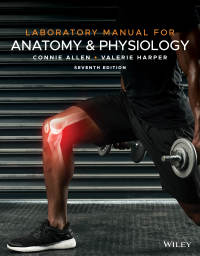 LABORATORY MANUAL FOR
ANATOMY & PHYSIOLOGY
CONNIE ALLEN • VALERIE HARPER
SEVENTH EDITION
WILEY